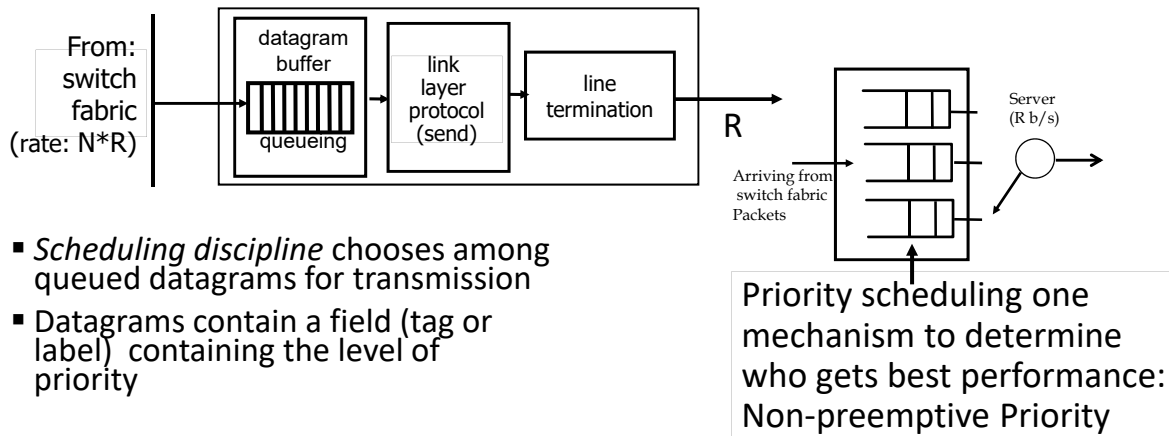 From:
switch
fabric
(rate: N*R)
datagram
buffer
queueing
link
layer
protocol
(send)
line
termination
R
Arriving from
switch fabric
Packets
Server
(R b/s)
▪ Scheduling discipline chooses among
queued datagrams for transmission
▪ Datagrams contain a field (tag or
label) containing the level of
priority
Priority scheduling one
mechanism to determine
who gets best performance:
Non-preemptive Priority